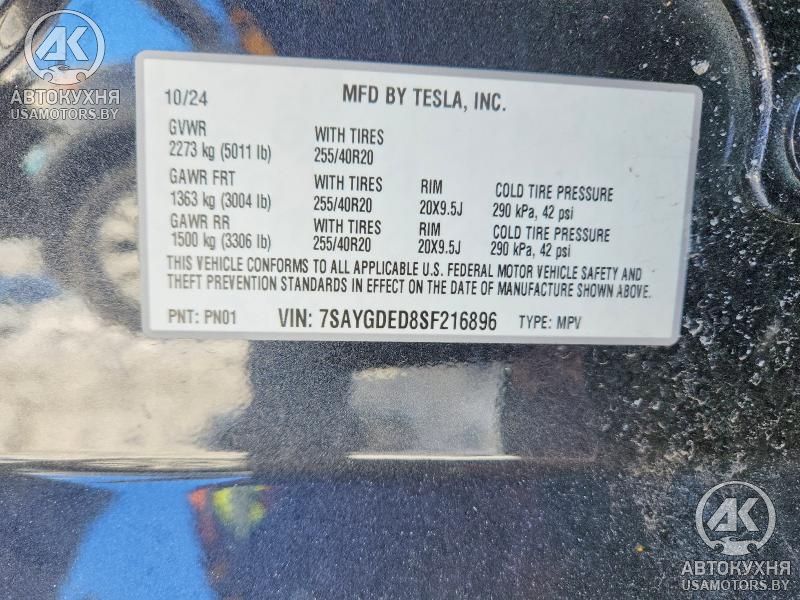 AK
АВТОКУХНЯ
USAMOTORS.BY
10/24 MFD BY TESLA, INC.
GVWR WITH TIRES
2273 kg (5011 lb) 255/40R20
GAWR FRT WITH TIRES RIM COLD TIRE PRESSURE
1363 kg (3004 lb) 255/40R20 20X9.5J 290 kPa, 42 psi
GAWR RR WITH TIRES RIM COLD TIRE PRESSURE
1500 kg (3306 lb) 255/40R20 20X9.5J 290 kPa, 42 psi
THIS VEHICLE CONFORMS TO ALL APPLICABLE U.S. FEDERAL MOTOR VEHICLE SAFETY AND
THEFT PREVENTION STANDARDS IN EFFECT ON THE DATE OF MANUFACTURE SHOWN ABOVE.
PNT: PN01 VIN: 7SAYGDED8SF216896 TYPE: MPV
AK
АВТОКУХНЯ
USAMOTORS.BY